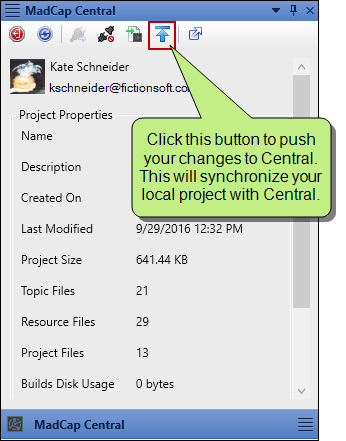 MadCap Central
Kate Schneider
kschneider@fictionsoft.co
Project Properties
Name
Click this button to push
your changes to Central.
This will synchronize your
local project with Central.
Description
Created On
Last Modified 9/29/2016 12:32 PM
Project Size 641.44 KB
Topic Files 21
Resource Files 29
Project Files 13
Builds Disk Usage 0 bytes
MadCap Central